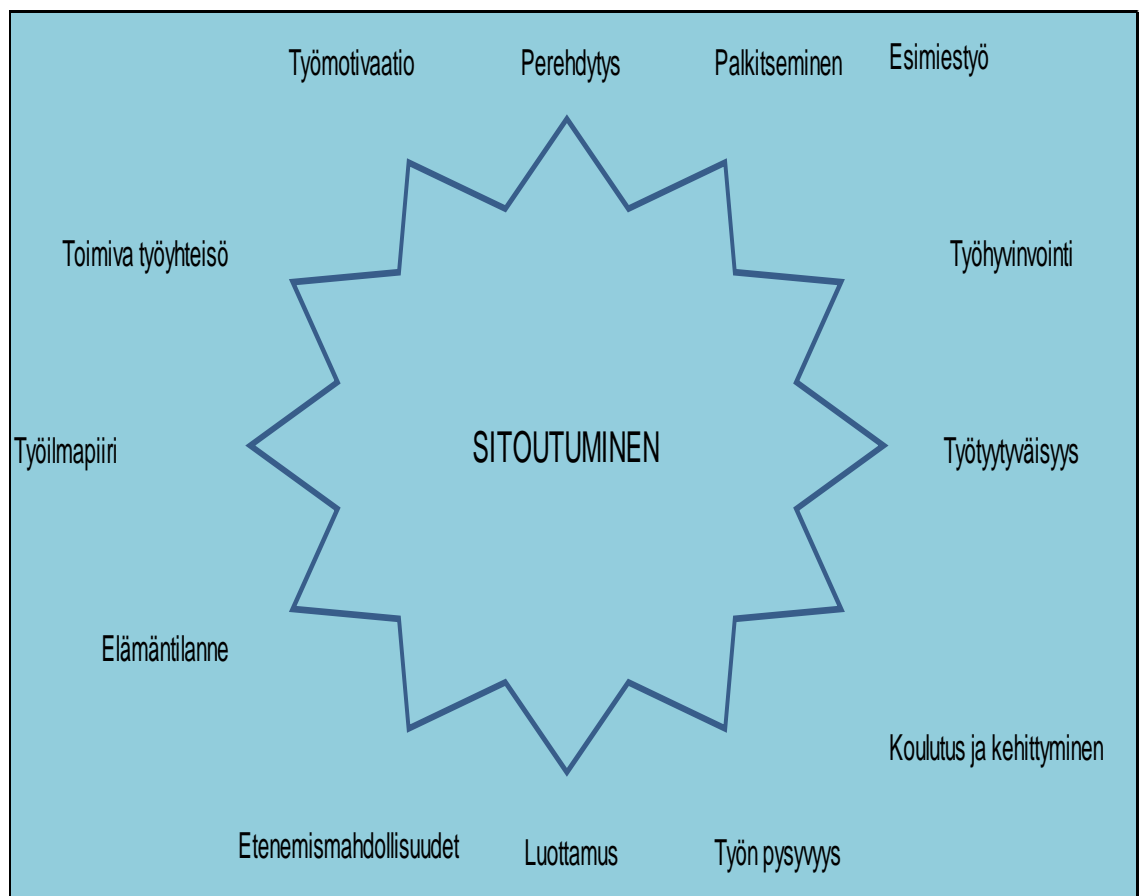 Työmotivaatio
Perehdytys
Palkitseminen
Esimiestyö
Toimiva työyhteisö
Työhyvinvointi
Työilmapiiri
SITOUTUMINEN
Työtyytyväisyys
Elämäntilanne
Koulutus ja kehittyminen
Etenemismahdollisuudet
Luottamus
Työn pysyvyys